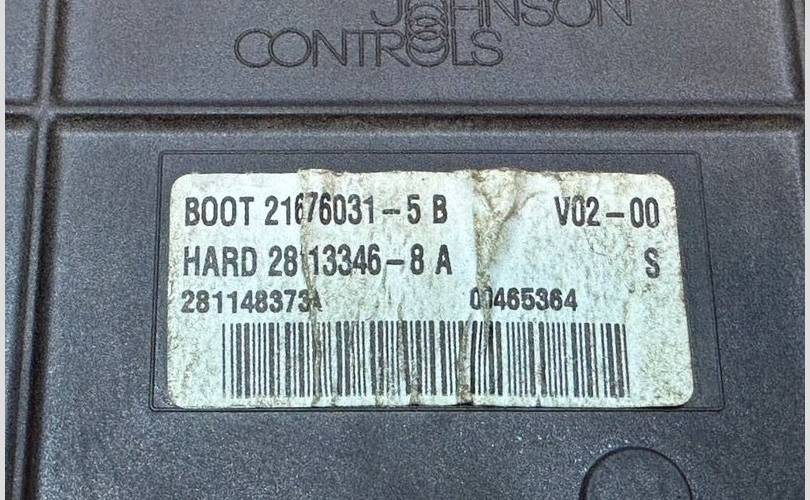 JOHNSON
CONTROLS
BOOT 21676031-5 B V02-00
HARD 28113346-8 A S
281148373A 00465364